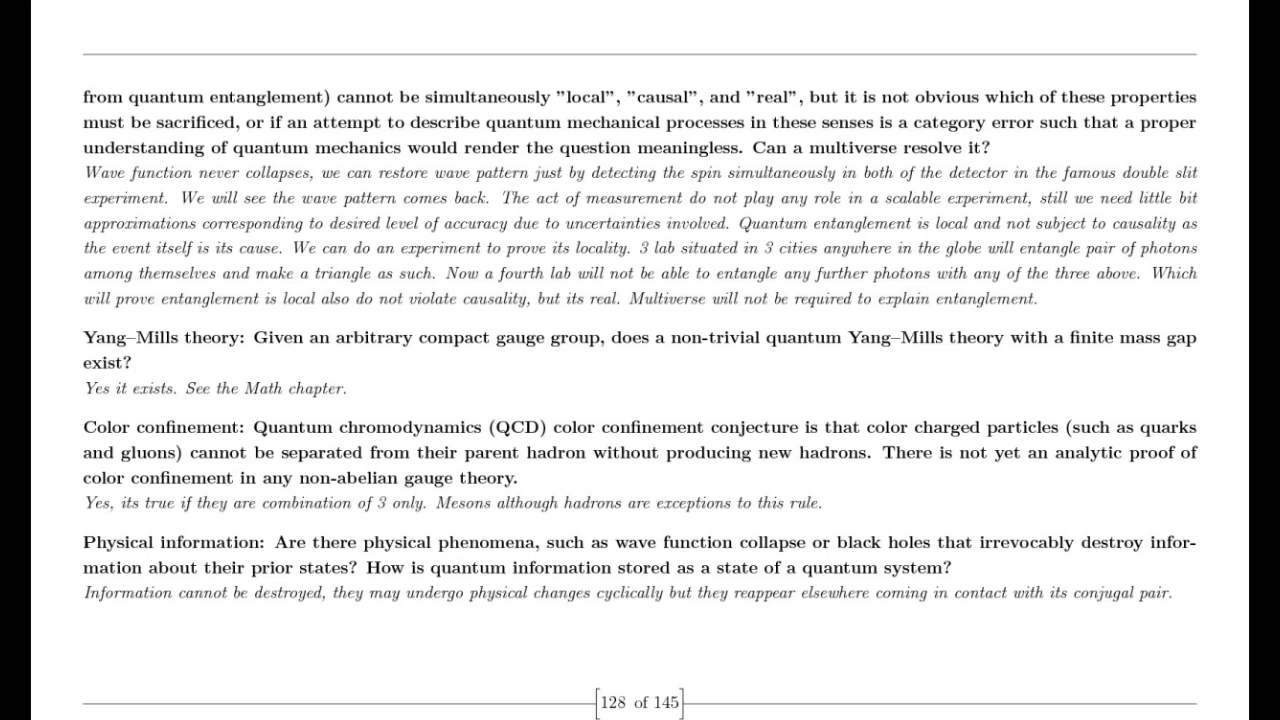 from quantum entanglement) cannot be simultaneously ”local”, ”causal”, and ”real”, but it is not obvious which of these properties
must be sacrificed, or if an attempt to describe quantum mechanical processes in these senses is a category error such that a proper
understanding of quantum mechanics would render the question meaningless. Can a multiverse resolve it?
Wave function never collapses, we can restore wave pattern just by detecting the spin simultaneously in both of the detector in the famous double slit
experiment. We will see the wave pattern comes back. The act of measurement do not play any role in a scalable experiment, still we need little bit
approximations corresponding to desired level of accuracy due to uncertainties involved. Quantum entanglement is local and not subject to causality as
the event itself is its cause. We can do an experiment to prove its locality. 3 lab situated in 3 cities anywhere in the globe will entangle pair of photons
among themselves and make a triangle as such. Now a fourth lab will not be able to entangle any further photons with any of the three above. Which
will prove entanglement is local also do not violate causality, but its real. Multiverse will not be required to explain entanglement.
Yang–Mills theory: Given an arbitrary compact gauge group, does a non-trivial quantum Yang–Mills theory with a finite mass gap
exist?
Yes it exists. See the Math chapter.
Color confinement: Quantum chromodynamics (QCD) color confinement conjecture is that color charged particles (such as quarks
and gluons) cannot be separated from their parent hadron without producing new hadrons. There is not yet an analytic proof of
color confinement in any non-abelian gauge theory.
Yes, its true if they are combination of 3 only. Mesons although hadrons are exceptions to this rule.
Physical information: Are there physical phenomena, such as wave function collapse or black holes that irrevocably destroy infor-
mation about their prior states? How is quantum information stored as a state of a quantum system?
Information cannot be destroyed, they may undergo physical changes cyclically but they reappear elsewhere coming in contact with its conjugal pair.
128 of 145